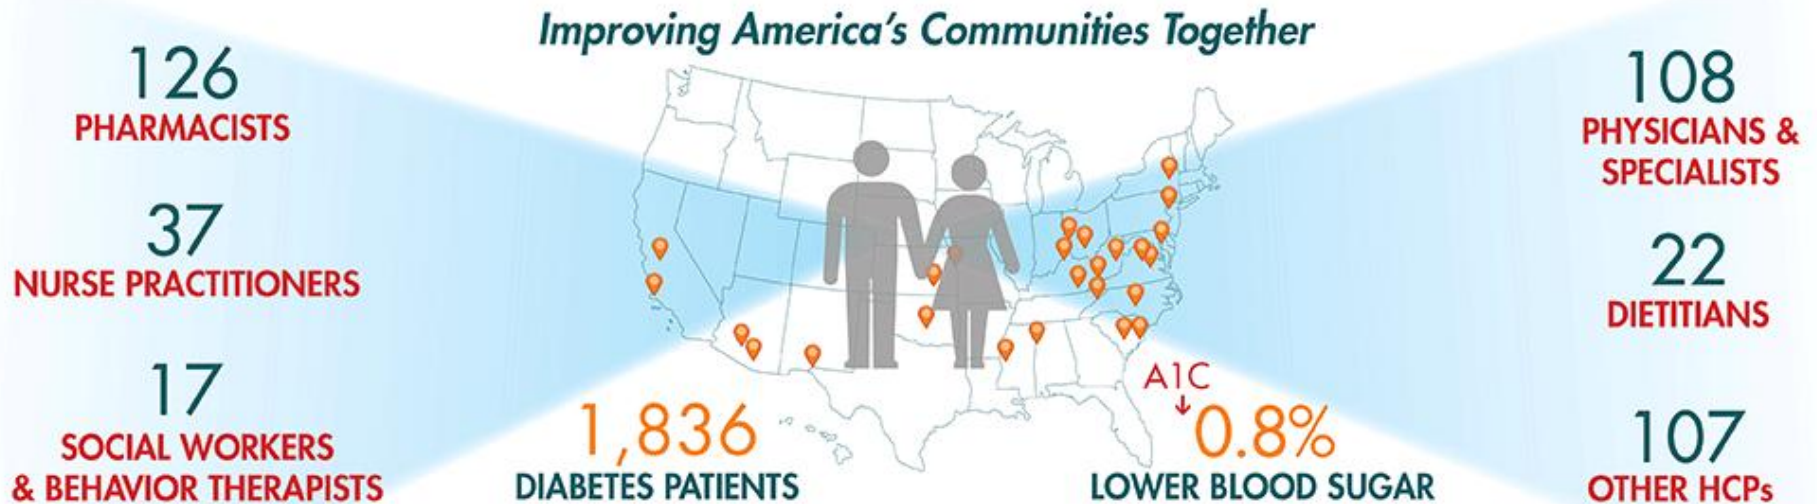 Improving America's Communities Together
126
PHARMACISTS
37
NURSE PRACTITIONERS
17
SOCIAL WORKERS
& BEHAVIOR THERAPISTS
1,836
DIABETES PATIENTS
A1C
↓0.8%
LOWER BLOOD SUGAR
108
PHYSICIANS &
SPECIALISTS
22
DIETITIANS
107
OTHER HCPs